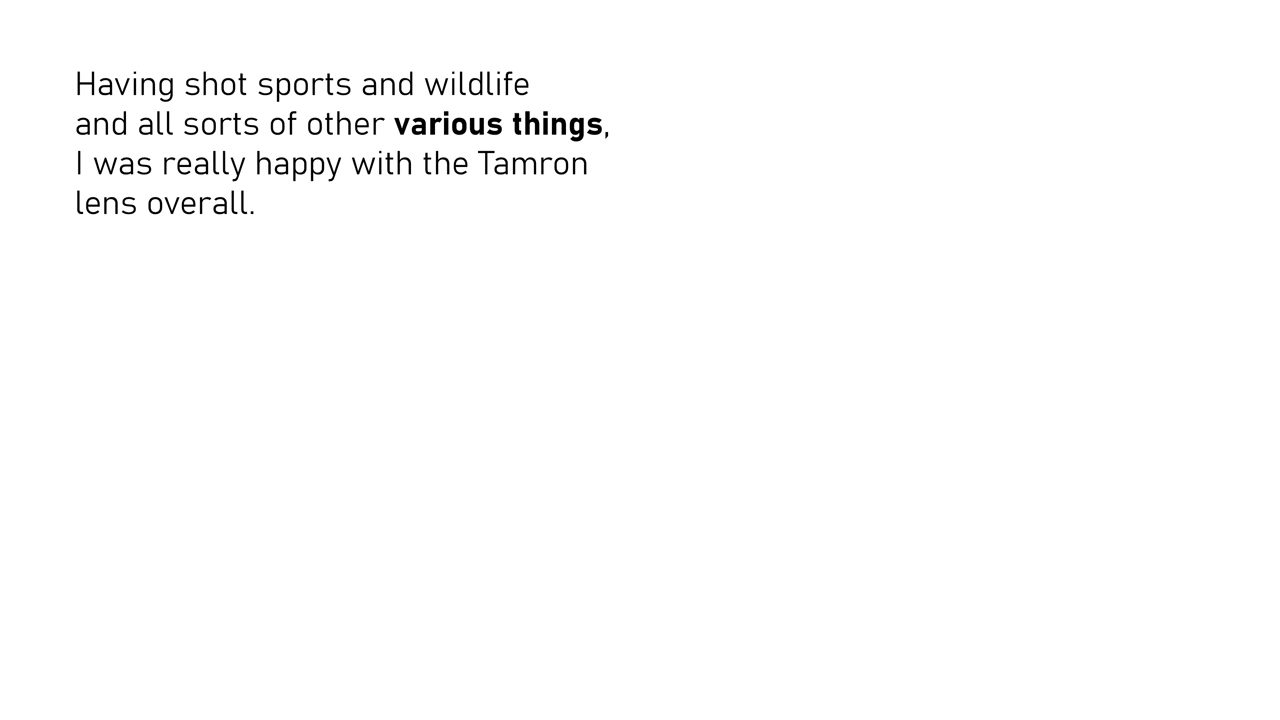 Having shot sports and wildlife
and all sorts of other various things,
I was really happy with the Tamron
lens overall.